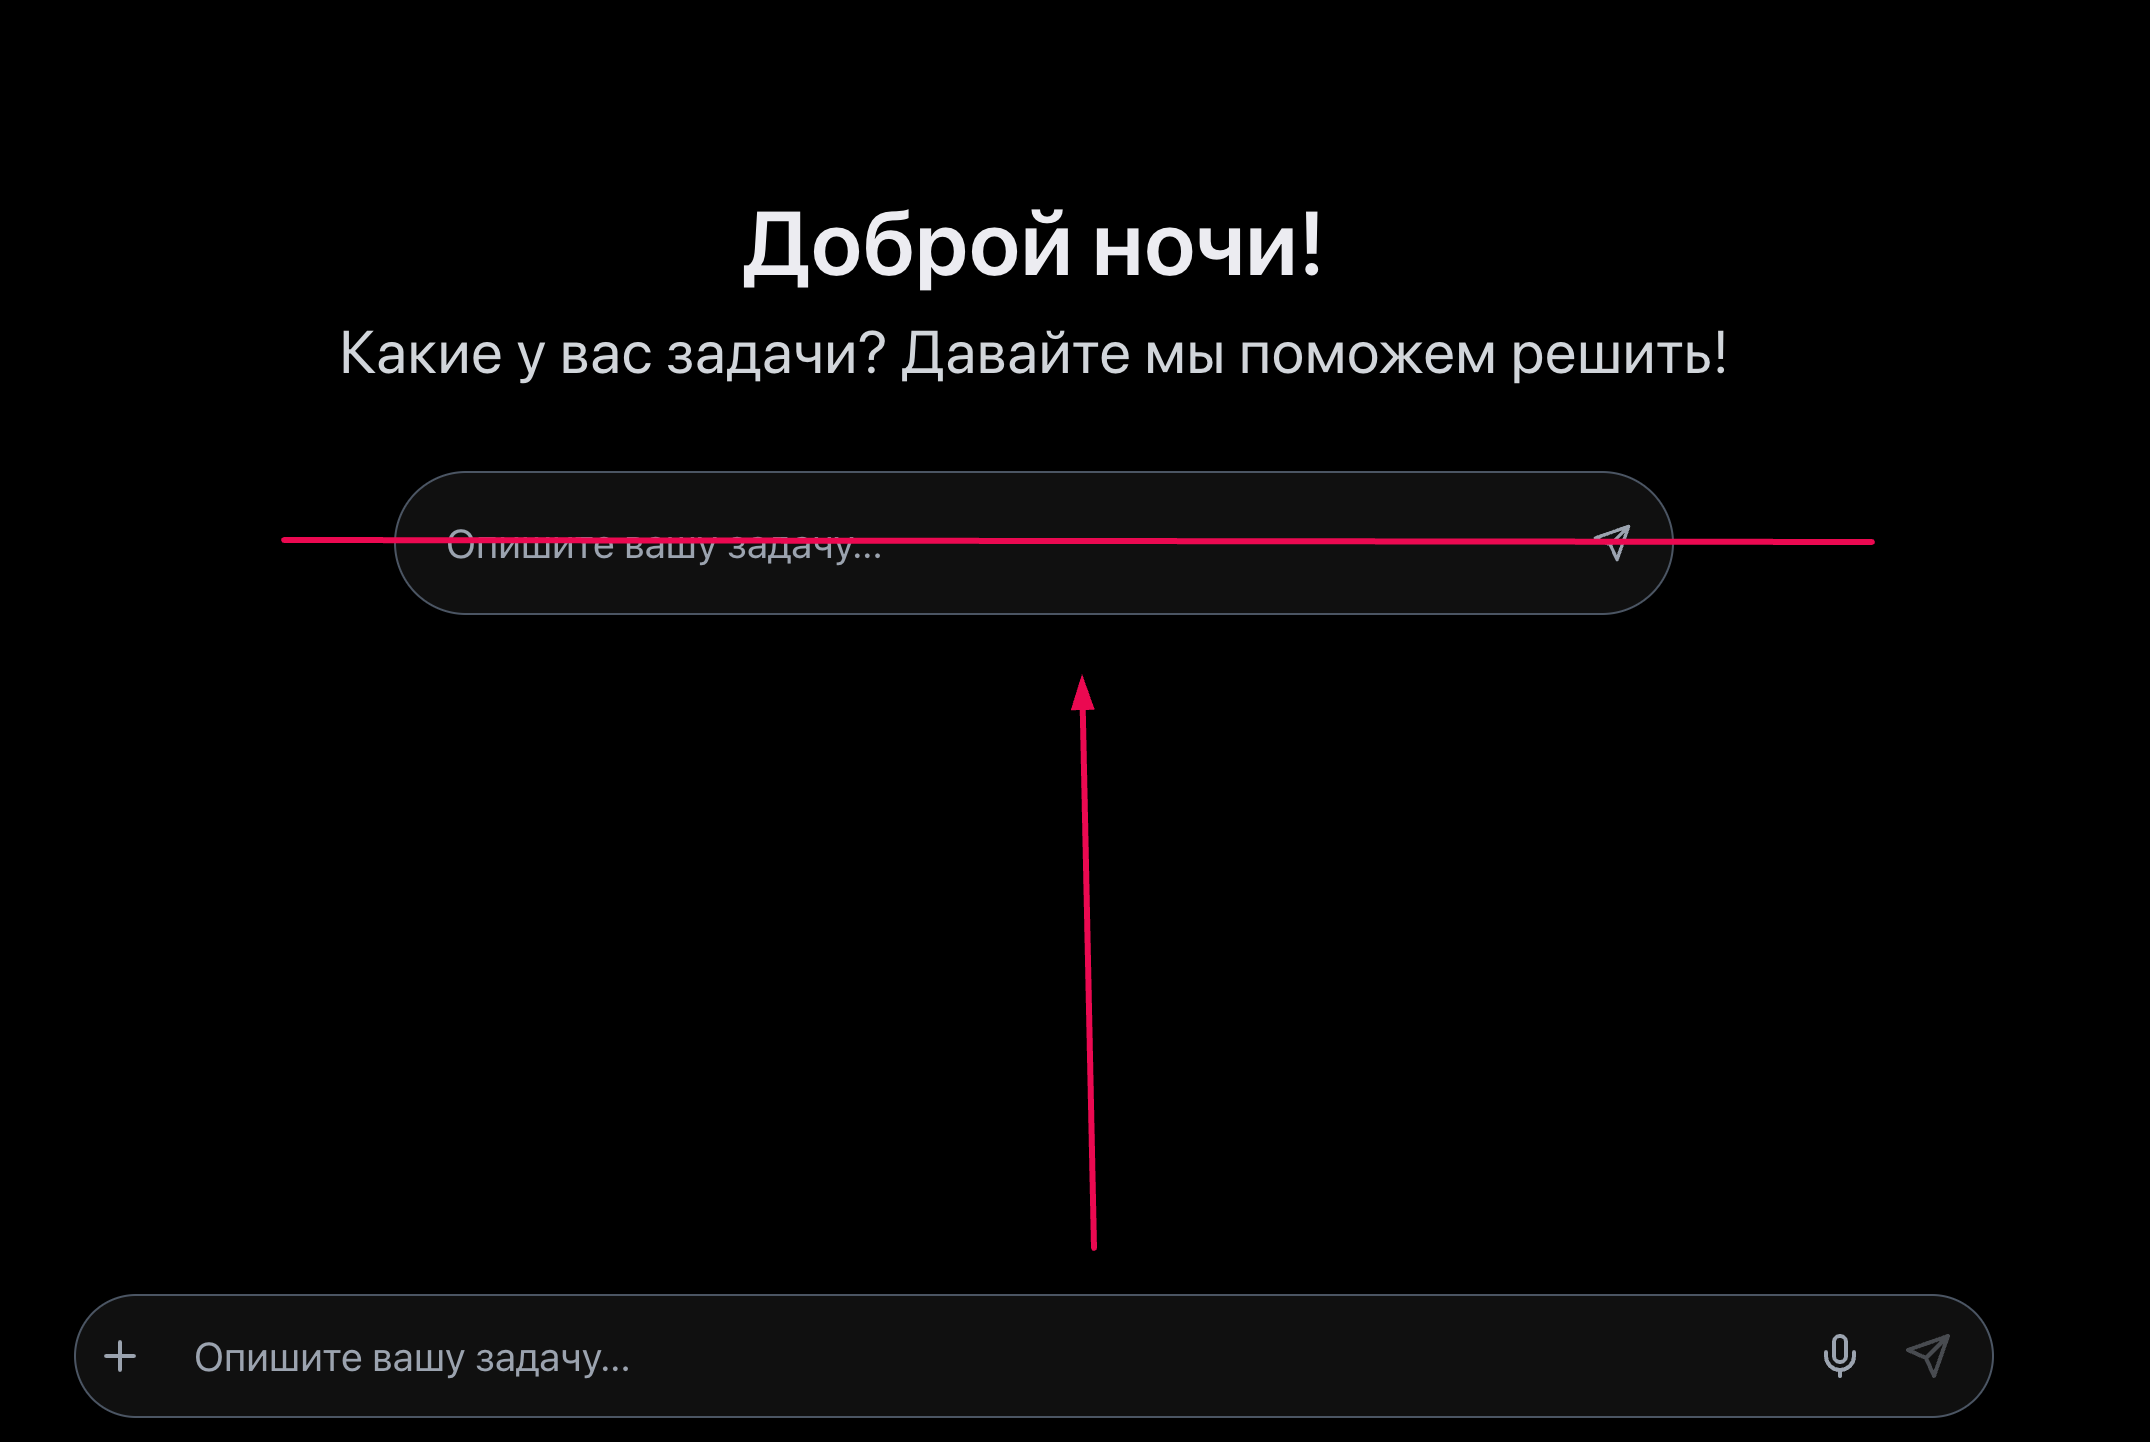 Доброй ночи!
Какие у вас задачи? Давайте мы поможем решить!
Опишите вашу задачу...
Опишите вашу задачу...